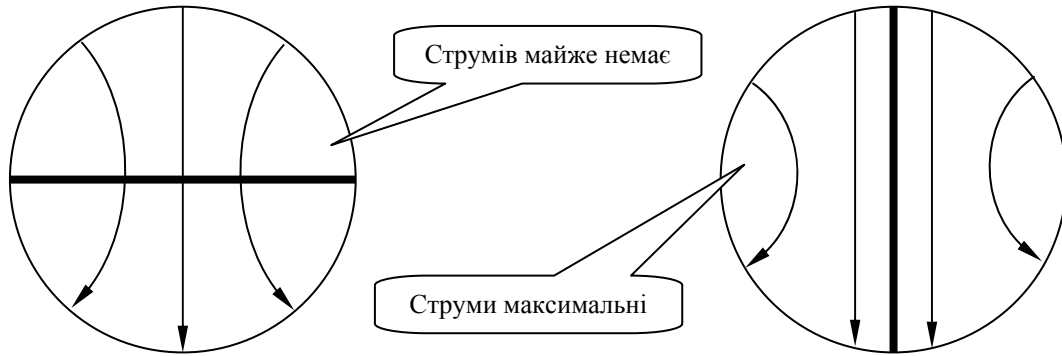 Струмів майже немає
Струми максимальні